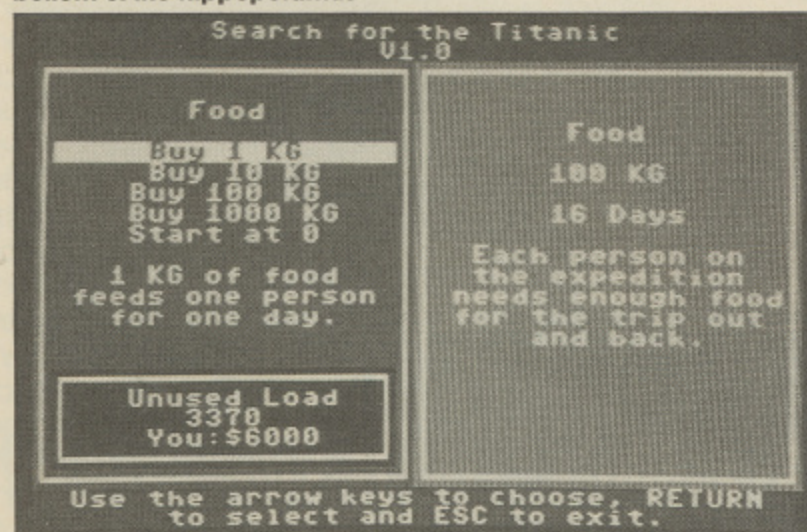 Search for the Titanic
V1.0
Food
Buy 1 KG
Buy 10 KG
Buy 100 KG
Buy 1000 KG
Start at 0
1 KG of food
feeds one person
for one day.
Unused Load
3370
You:$6000
Food
100 KG
16 Days
Each person on
the expedition
needs enough food
for the trip out
and back.
Use the arrow keys to choose, RETURN
to select and ESC to exit.